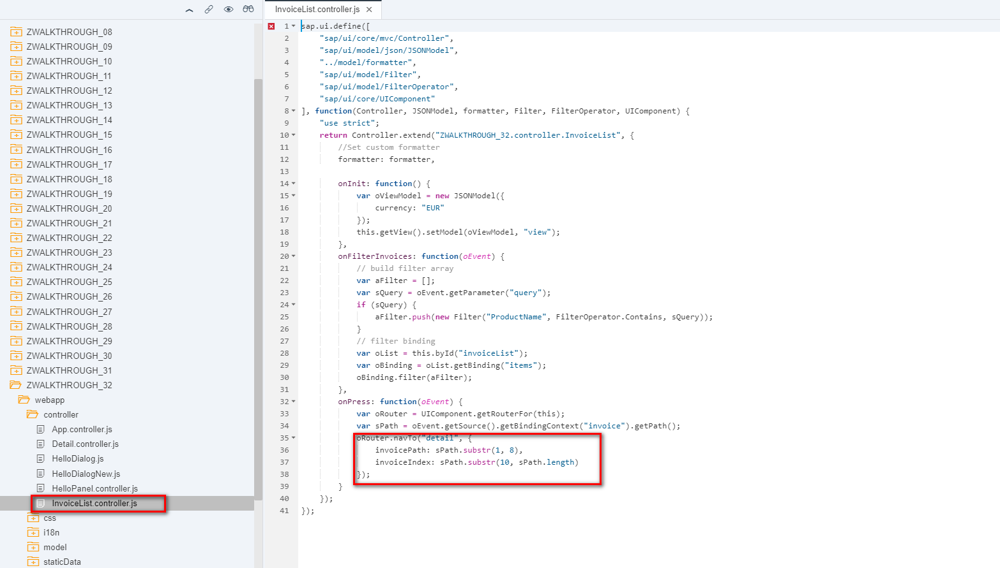 ZWALKTHROUGH_08
ZWALKTHROUGH_09
ZWALKTHROUGH_10
ZWALKTHROUGH_11
ZWALKTHROUGH_12
ZWALKTHROUGH_13
ZWALKTHROUGH_14
ZWALKTHROUGH_15
ZWALKTHROUGH_16
ZWALKTHROUGH_17
ZWALKTHROUGH_18
ZWALKTHROUGH_19
ZWALKTHROUGH_20
ZWALKTHROUGH_21
ZWALKTHROUGH_22
ZWALKTHROUGH_23
ZWALKTHROUGH_24
ZWALKTHROUGH_25
ZWALKTHROUGH_26
ZWALKTHROUGH_27
ZWALKTHROUGH_28
ZWALKTHROUGH_29
ZWALKTHROUGH_30
ZWALKTHROUGH_31
ZWALKTHROUGH_32
webapp
controller
App.controller.js
Detail.controller.js
HelloDialog.js
HelloDialogNew.js
HelloPanel.controller.js
InvoiceList.controller.js
css
i18n
model
staticData
InvoiceList.controller.js ×
1 sap.ui.define([
2 "sap/ui/core/mvc/Controller",
3 "sap/ui/model/json/JSONModel",
4 "../model/formatter",
5 "sap/ui/model/Filter",
6 "sap/ui/model/FilterOperator",
7 "sap/ui/core/UIComponent"
8 ], function(Controller, JSONModel, formatter, Filter, FilterOperator, UIComponent) {
9 "use strict";
10 return Controller.extend("ZWALKTHROUGH_32.controller.InvoiceList", {
11 //Set custom formatter
12 formatter: formatter,
13
14 onInit: function() {
15 var oViewModel = new JSONModel({
16 currency: "EUR"
17 });
18 this.getView().setModel(oViewModel, "view");
19 },
20 onFilterInvoices: function(oEvent) {
21 // build filter array
22 var aFilter = [];
23 var sQuery = oEvent.getParameter("query");
24 if (sQuery) {
25 aFilter.push(new Filter("ProductName", FilterOperator.Contains, sQuery));
26 }
27 // filter binding
28 var oList = this.byId("invoiceList");
29 var oBinding = oList.getBinding("items");
30 oBinding.filter(aFilter);
31 },
32 onPress: function(oEvent) {
33 var oRouter = UIComponent.getRouterFor(this);
34 var sPath = oEvent.getSource().getBindingContext("invoice").getPath();
35 oRouter.navTo("detail", {
36 invoicePath: sPath.substr(1, 8),
37 invoiceIndex: sPath.substr(10, sPath.length)
38 });
39 }
40 });
41 });